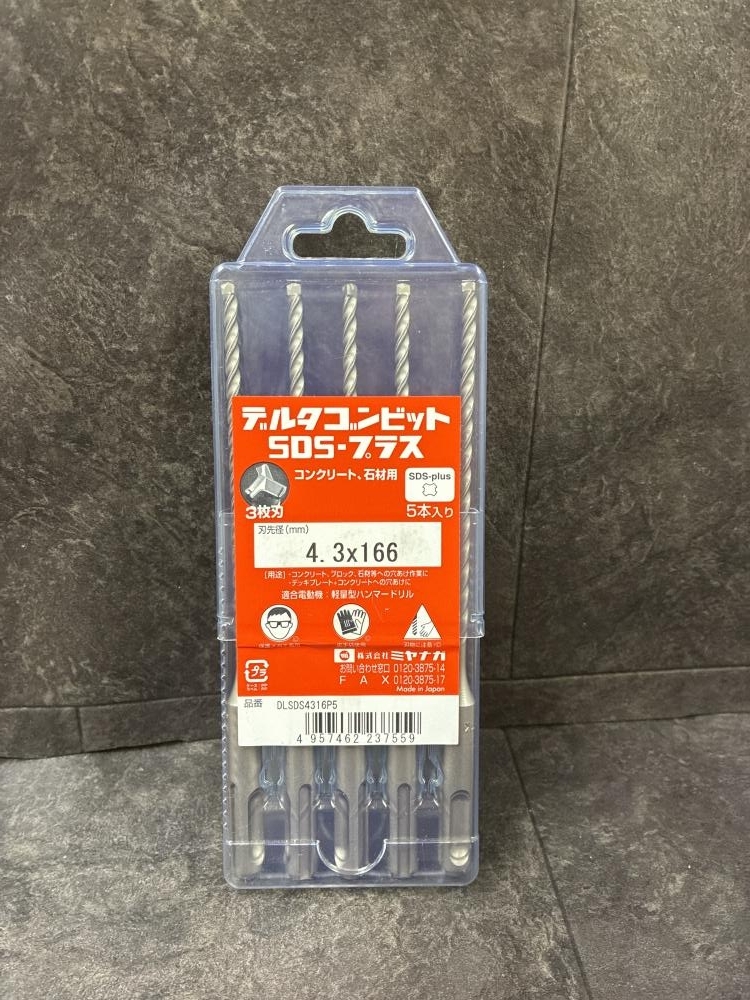 デルタゴンビット
SDS-プラス
コンクリート、石材用
SDS-plus
3枚刃
5本入り
刃先径(mm)
4.3x166
[用途]・コンクリート、ブロック、石材等への穴あけ作業に
・デッキプレート+コンクリートへの穴あけに
適合電動機:軽量型ハンマードリル
株式会社ミヤナガ
お問い合わせ窓口 0120-3875-14
FAX 0120-3875-17
Made in Japan
プラ
品番 DLSDS4316P5
4 957462 237559